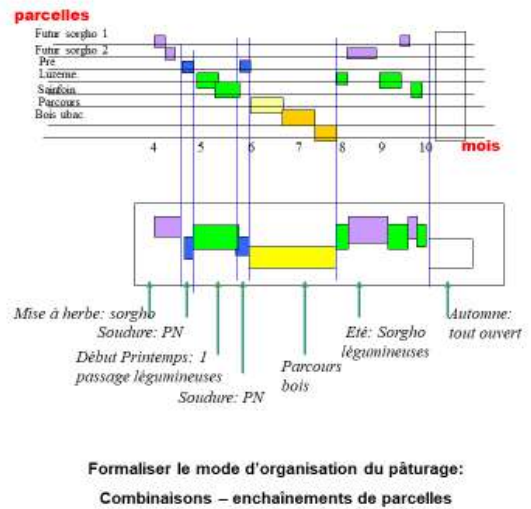 parcelles
Futur sorgho 1
Futur sorgho 2
Pré
Luzerne
Sainfoin
Parcours
Bois ubac
4 5 6 7 8 9 10 mois
Mise à herbe: sorgho
Soudure: PN
Début Printemps: 1
passage légumineuses
Soudure: PN
Parcours
bois
Eté: Sorgho
légumineuses
Automne:
tout ouvert
Formaliser le mode d'organisation du pâturage:
Combinaisons – enchaînements de parcelles